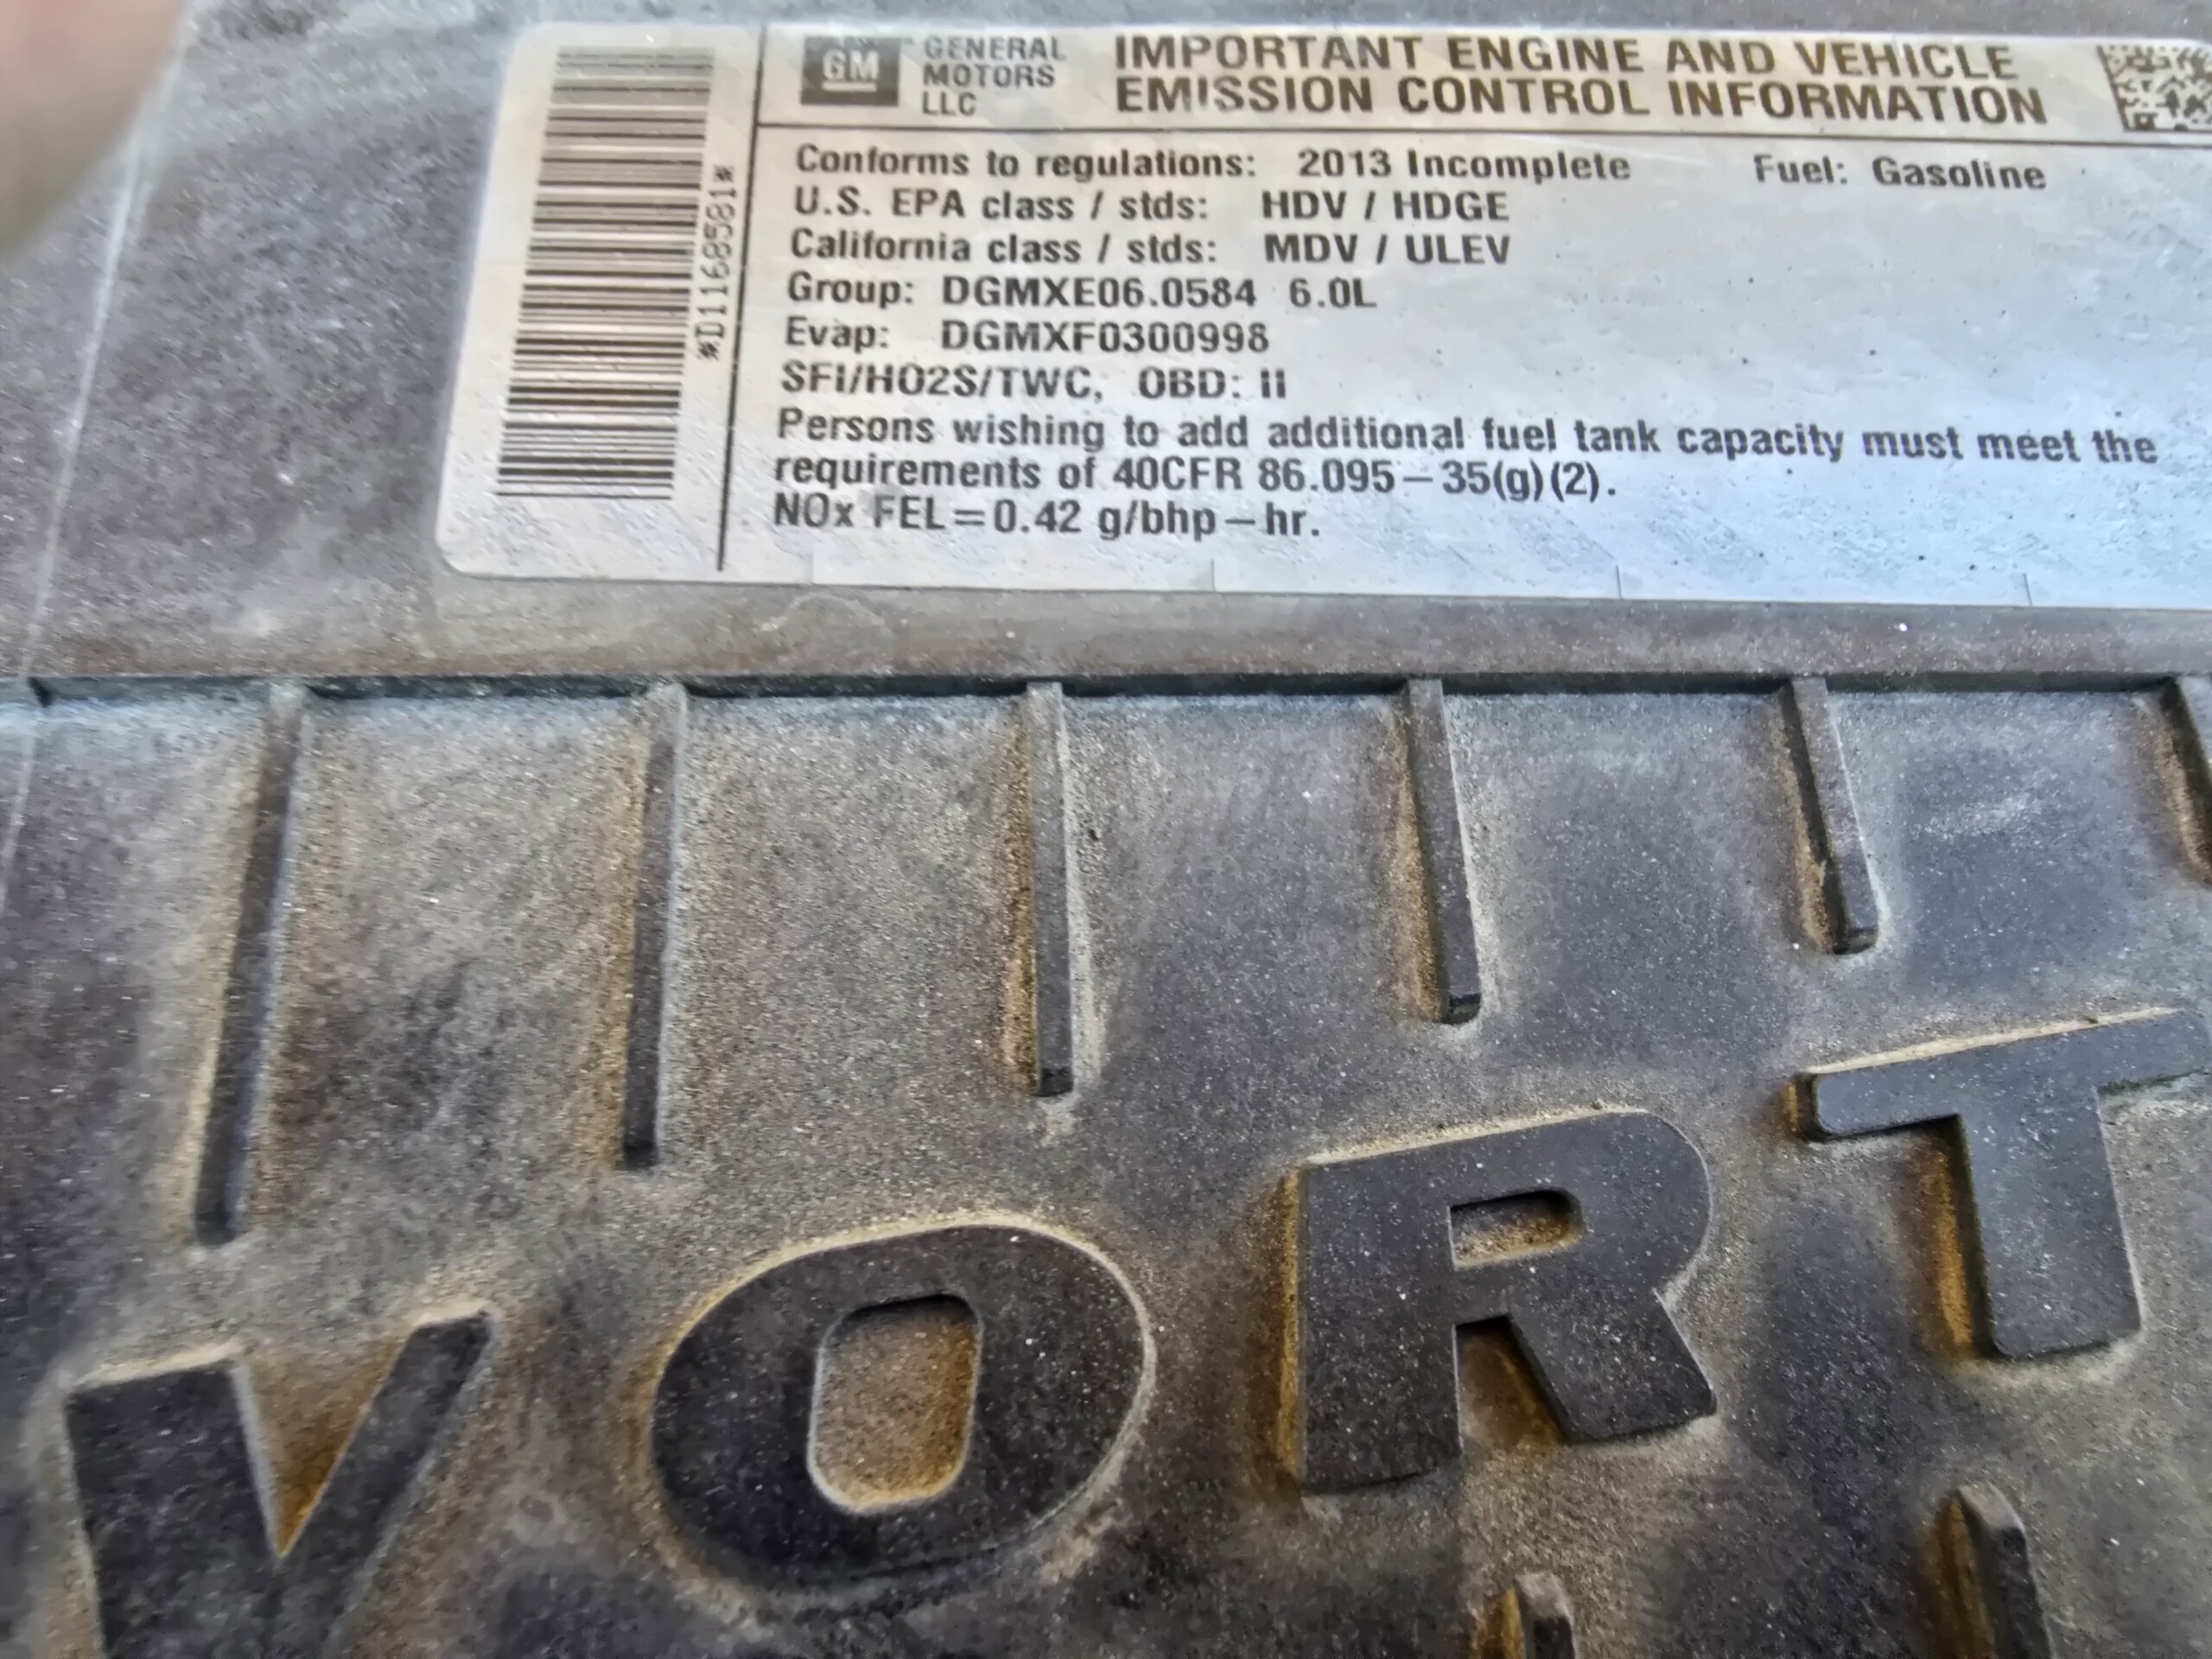 GM
GENERAL
MOTORS
LLC
IMPORTANT ENGINE AND VEHICLE
EMISSION CONTROL INFORMATION
*D11685581*
Conforms to regulations: 2013 Incomplete Fuel: Gasoline
U.S. EPA class / stds: HDV / HDGE
California class / stds: MDV / ULEV
Group: DGMXE06.0584 6.0L
Evap: DGMXF0300998
SFI/HO2S/TWC, OBD: II
Persons wishing to add additional fuel tank capacity must meet the
requirements of 40CFR 86.095–35(g)(2).
NOx FEL=0.42 g/bhp–hr.
VORT